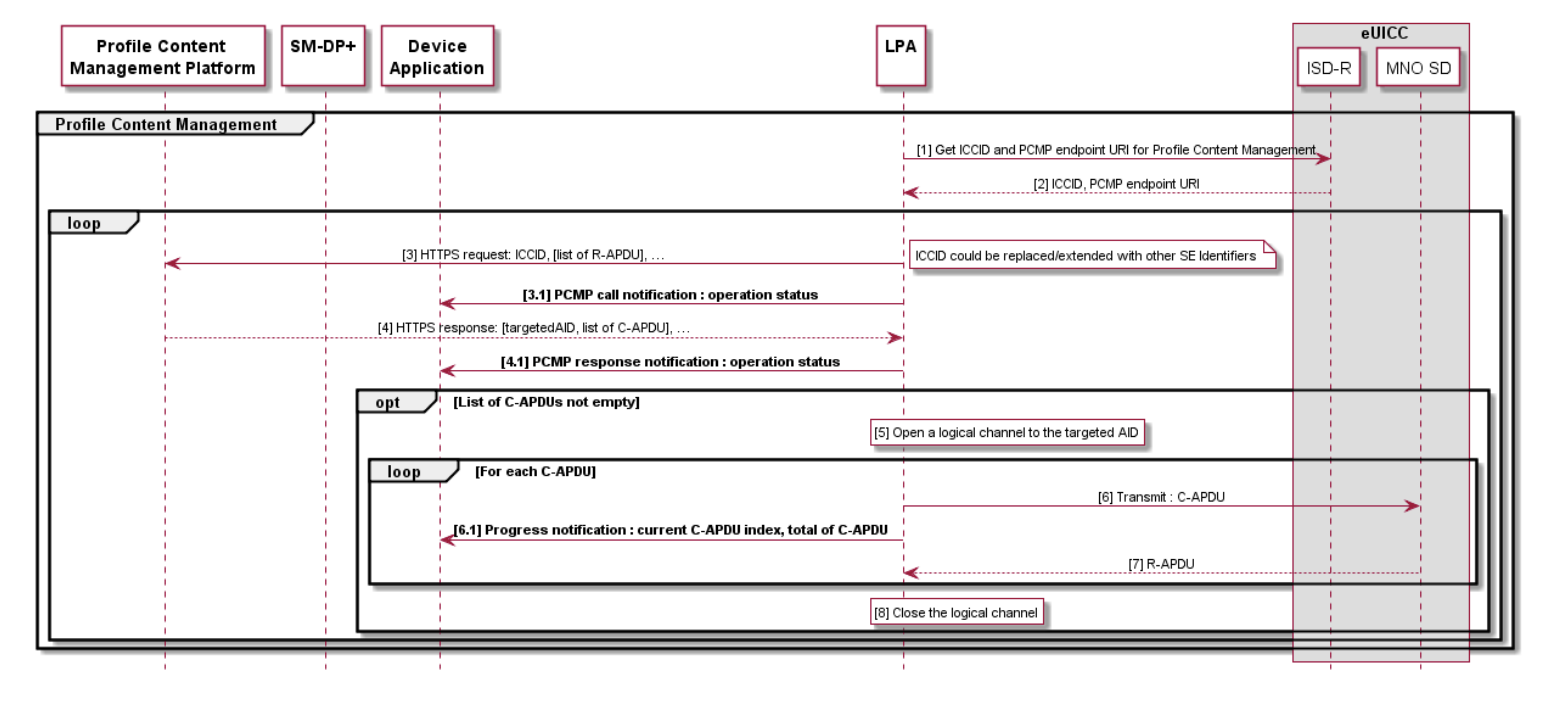 eUICC
Profile Content
Management Platform
SM-DP+
Device
Application
LPA
ISD-R
MNO SD
Profile Content Management
[1] Get ICCID and PCMP endpoint URI for Profile Content Management
[2] ICCID, PCMP endpoint URI
loop
[3] HTTPS request: ICCID, [list of R-APDU], …
ICCID could be replaced/extended with other SE Identifiers
[3.1] PCMP call notification : operation status
[4] HTTPS response: [targetedAID, list of C-APDU], …
[4.1] PCMP response notification : operation status
opt [List of C-APDUs not empty]
[5] Open a logical channel to the targeted AID
loop [For each C-APDU]
[6] Transmit : C-APDU
[6.1] Progress notification : current C-APDU index, total of C-APDU
[7] R-APDU
[8] Close the logical channel